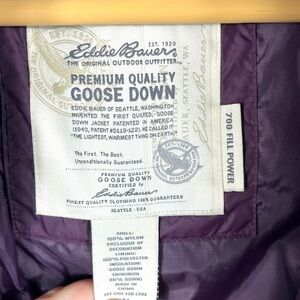 EST. 1920
Eddie Bauer
THE ORIGINAL OUTDOOR OUTFITTER
PREMIUM QUALITY
GOOSE DOWN
EDDIE BAUER OF SEATTLE, WASHINGTON
INVENTED THE FIRST QUILTED, GOOSE
DOWN JACKET PATENTED IN AMERICA
(1940, PATENT #D119-122). HE CALLED IT
"THE LIGHTEST, WARMEST THING ON EARTH"
The First. The Best.
Unconditionally Guaranteed.
700 FILL POWER
PREMIUM QUALITY
GOOSE DOWN
CERTIFIED by
Eddie Bauer
FINEST QUALITY CLOTHING GUARANTEED
SEATTLE · USA
SHELL:
100% NYLON
EXCLUSIVE OF
DECORATION
LINING:
100% POLYESTER
INSULATION:
GOOSE DOWN
MADE IN CHINA